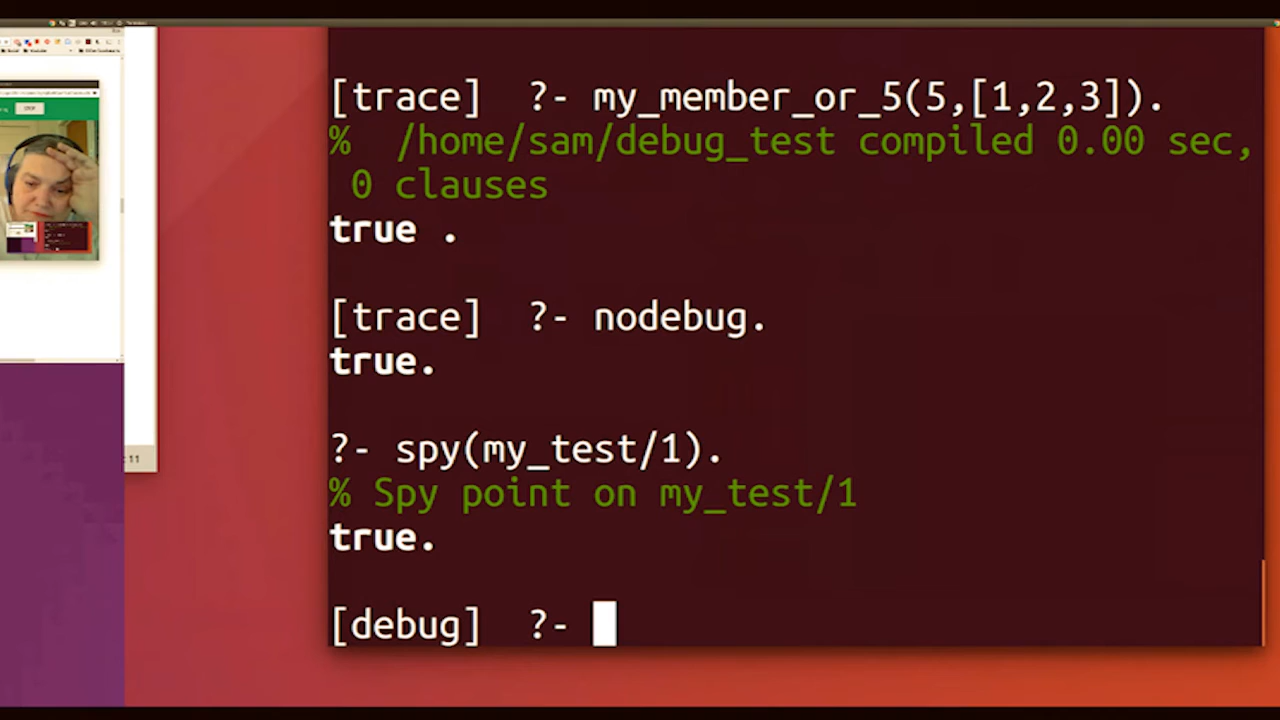 [trace]  ?- my_member_or_5(5,[1,2,3]).
%  /home/sam/debug_test compiled 0.00 sec,
0 clauses
true .
[trace]  ?- nodebug.
true.
?- spy(my_test/1).
% Spy point on my_test/1
true.
[debug]  ?-
11